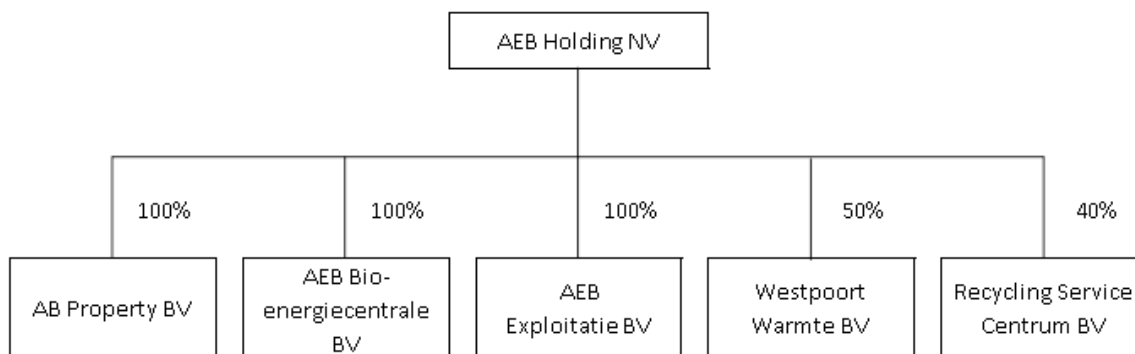 AEB Holding NV
100%
100%
100%
50%
40%
AB Property BV
AEB Bio-
energiecentrale
BV
AEB
Exploitatie BV
Westpoort
Warmte BV
Recycling Service
Centrum BV